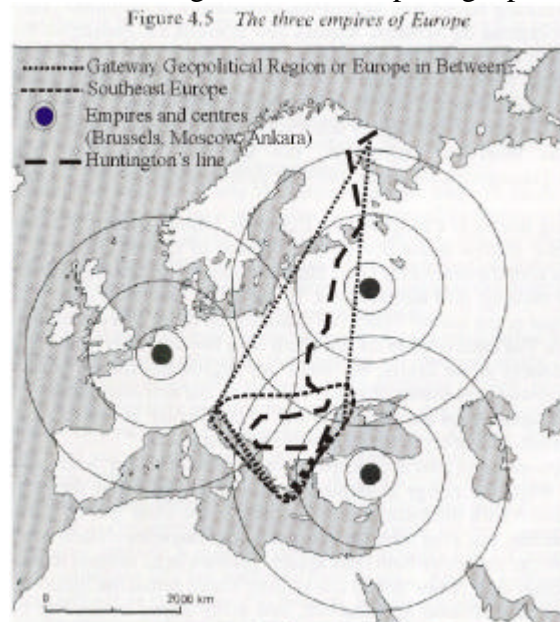 Figure 4.5 The three empires of Europe
Gateway Geopolitical Region or Europe in Between
Southeast Europe
Empires and centres
(Brussels, Moscow, Ankara)
Huntington's line
0 2000 km